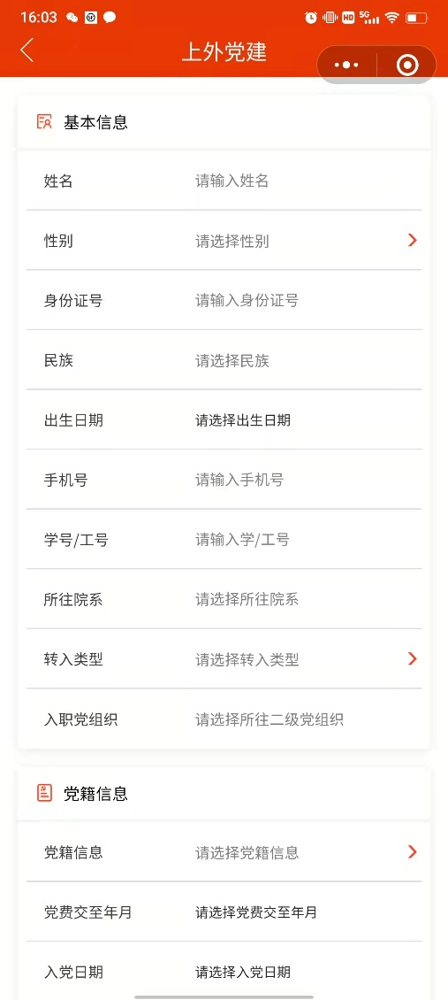 16:03
HD 5G
上外党建
基本信息
姓名 请输入姓名
性别 请选择性别
身份证号 请输入身份证号
民族 请选择民族
出生日期 请选择出生日期
手机号 请输入手机号
学号/工号 请输入学/工号
所往院系 请选择所往院系
转入类型 请选择转入类型
入职党组织 请选择所往二级党组织
党籍信息
党籍信息 请选择党籍信息
党费交至年月 请选择党费交至年月
入党日期 请选择入党日期